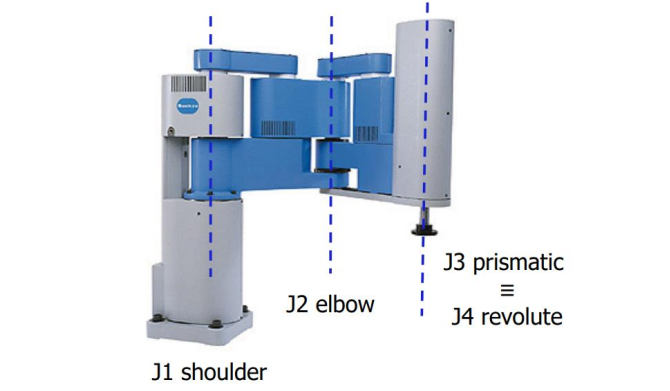 J3 prismatic
≡
J2 elbow
J4 revolute
J1 shoulder